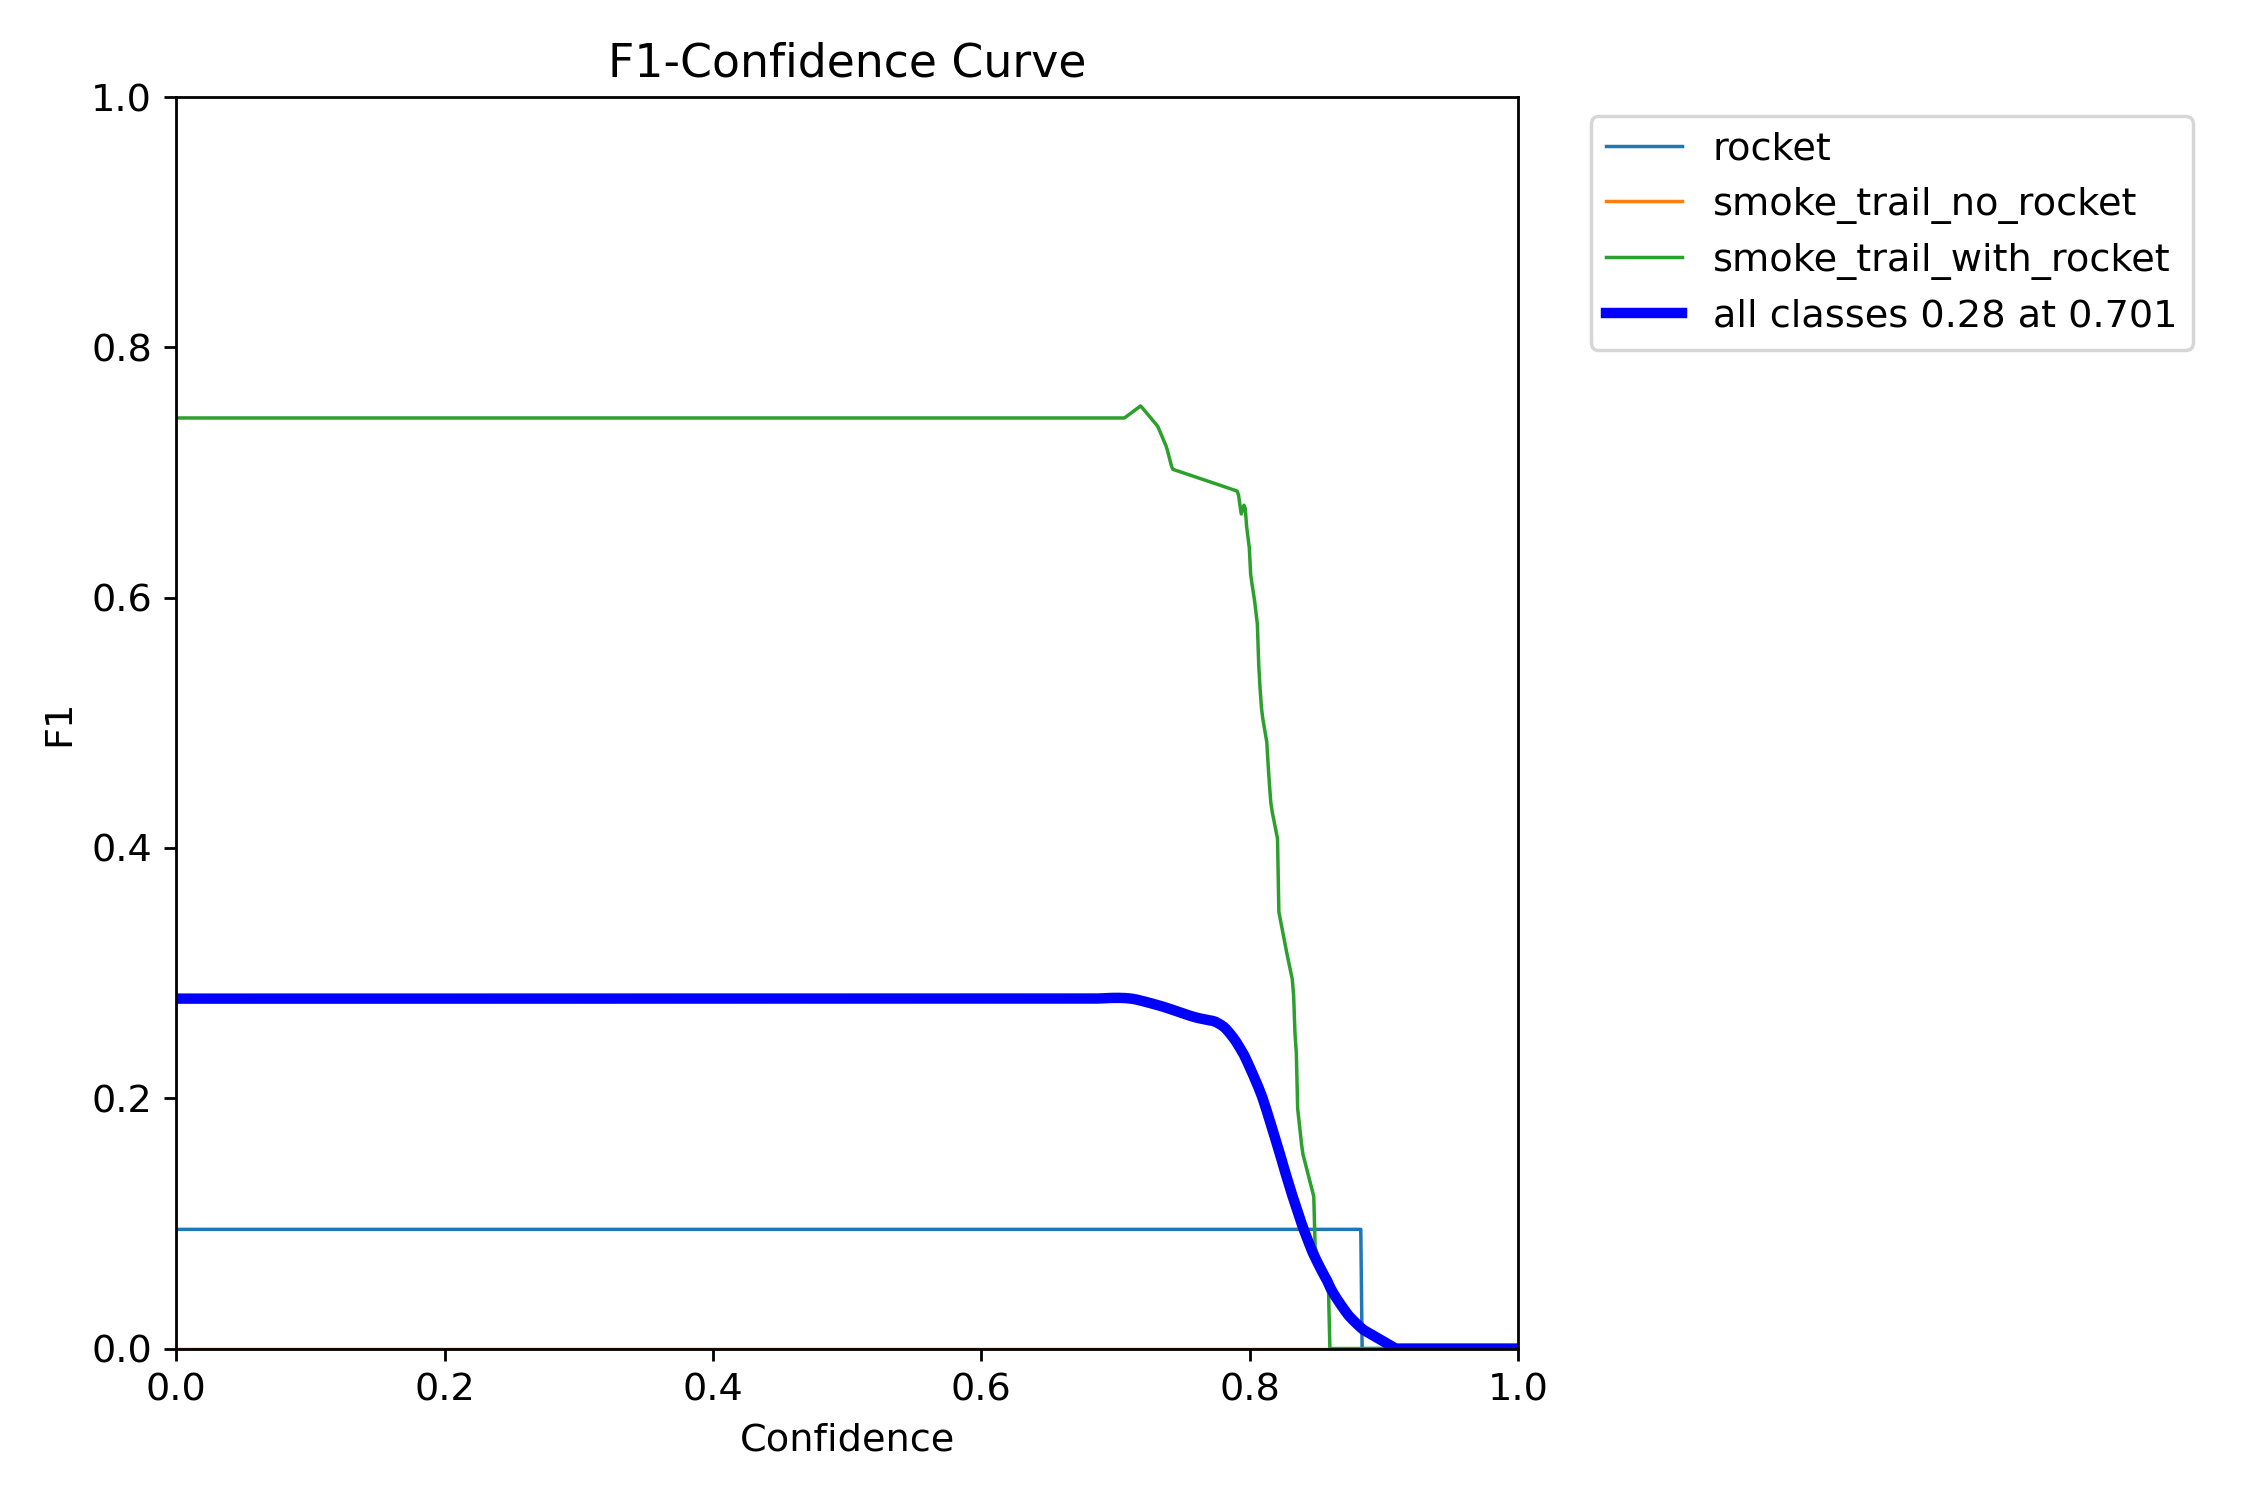 F1-Confidence Curve
1.0
0.8
0.6
0.4
0.2
0.0
F1
0.0 0.2 0.4 0.6 0.8 1.0
Confidence
rocket
smoke_trail_no_rocket
smoke_trail_with_rocket
all classes 0.28 at 0.701